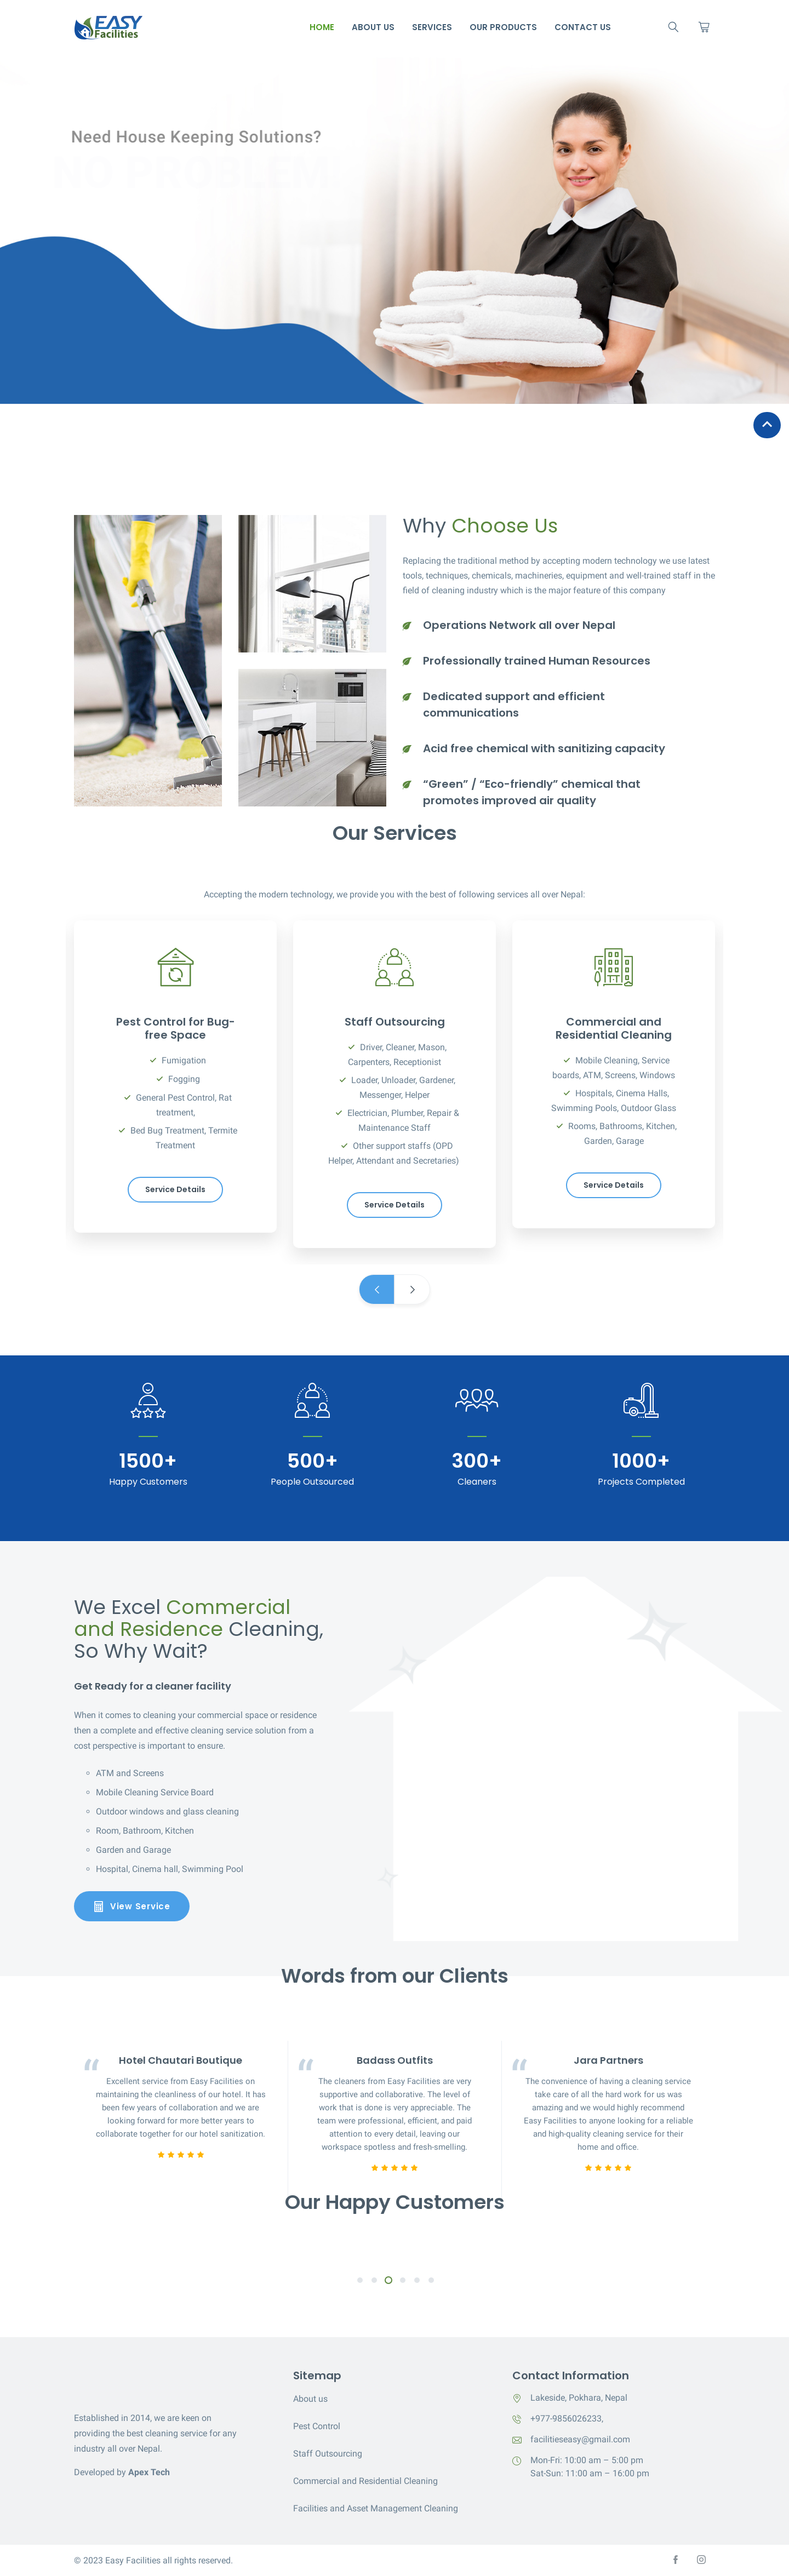 EASY
Facilities
HOME ABOUT US SERVICES OUR PRODUCTS CONTACT US
Need House Keeping Solutions?
NO PROBLEM
Why Choose Us
Replacing the traditional method by accepting modern technology we use latest
tools, techniques, chemicals, machineries, equipment and well-trained staff in the
field of cleaning industry which is the major feature of this company
Operations Network all over Nepal
Professionally trained Human Resources
Dedicated support and efficient
communications
Acid free chemical with sanitizing capacity
“Green” / “Eco-friendly” chemical that
promotes improved air quality
Our Services
Accepting the modern technology, we provide you with the best of following services all over Nepal:
Pest Control for Bug-
free Space
Fumigation
Fogging
General Pest Control, Rat
treatment,
Bed Bug Treatment, Termite
Treatment
Service Details
Staff Outsourcing
Driver, Cleaner, Mason,
Carpenters, Receptionist
Loader, Unloader, Gardener,
Messenger, Helper
Electrician, Plumber, Repair &
Maintenance Staff
Other support staffs (OPD
Helper, Attendant and Secretaries)
Service Details
Commercial and
Residential Cleaning
Mobile Cleaning, Service
boards, ATM, Screens, Windows
Hospitals, Cinema Halls,
Swimming Pools, Outdoor Glass
Rooms, Bathrooms, Kitchen,
Garden, Garage
Service Details
1500+
Happy Customers
500+
People Outsourced
300+
Cleaners
1000+
Projects Completed
We Excel Commercial
and Residence Cleaning,
So Why Wait?
Get Ready for a cleaner facility
When it comes to cleaning your commercial space or residence
then a complete and effective cleaning service solution from a
cost perspective is important to ensure.
ATM and Screens
Mobile Cleaning Service Board
Outdoor windows and glass cleaning
Room, Bathroom, Kitchen
Garden and Garage
Hospital, Cinema hall, Swimming Pool
View Service
Words from our Clients
Hotel Chautari Boutique
Excellent service from Easy Facilities on
maintaining the cleanliness of our hotel. It has
been few years of collaboration and we are
looking forward for more better years to
collaborate together for our hotel sanitization.
Badass Outfits
The cleaners from Easy Facilities are very
supportive and collaborative. The level of
work that is done is very appreciable. The
team were professional, efficient, and paid
attention to every detail, leaving our
workspace spotless and fresh-smelling.
Jara Partners
The convenience of having a cleaning service
take care of all the hard work for us was
amazing and we would highly recommend
Easy Facilities to anyone looking for a reliable
and high-quality cleaning service for their
home and office.
Our Happy Customers
Established in 2014, we are keen on
providing the best cleaning service for any
industry all over Nepal.
Developed by Apex Tech
Sitemap
About us
Pest Control
Staff Outsourcing
Commercial and Residential Cleaning
Facilities and Asset Management Cleaning
Contact Information
Lakeside, Pokhara, Nepal
+977-9856026233,
facilitieseasy@gmail.com
Mon-Fri: 10:00 am – 5:00 pm
Sat-Sun: 11:00 am – 16:00 pm
© 2023 Easy Facilities all rights reserved.